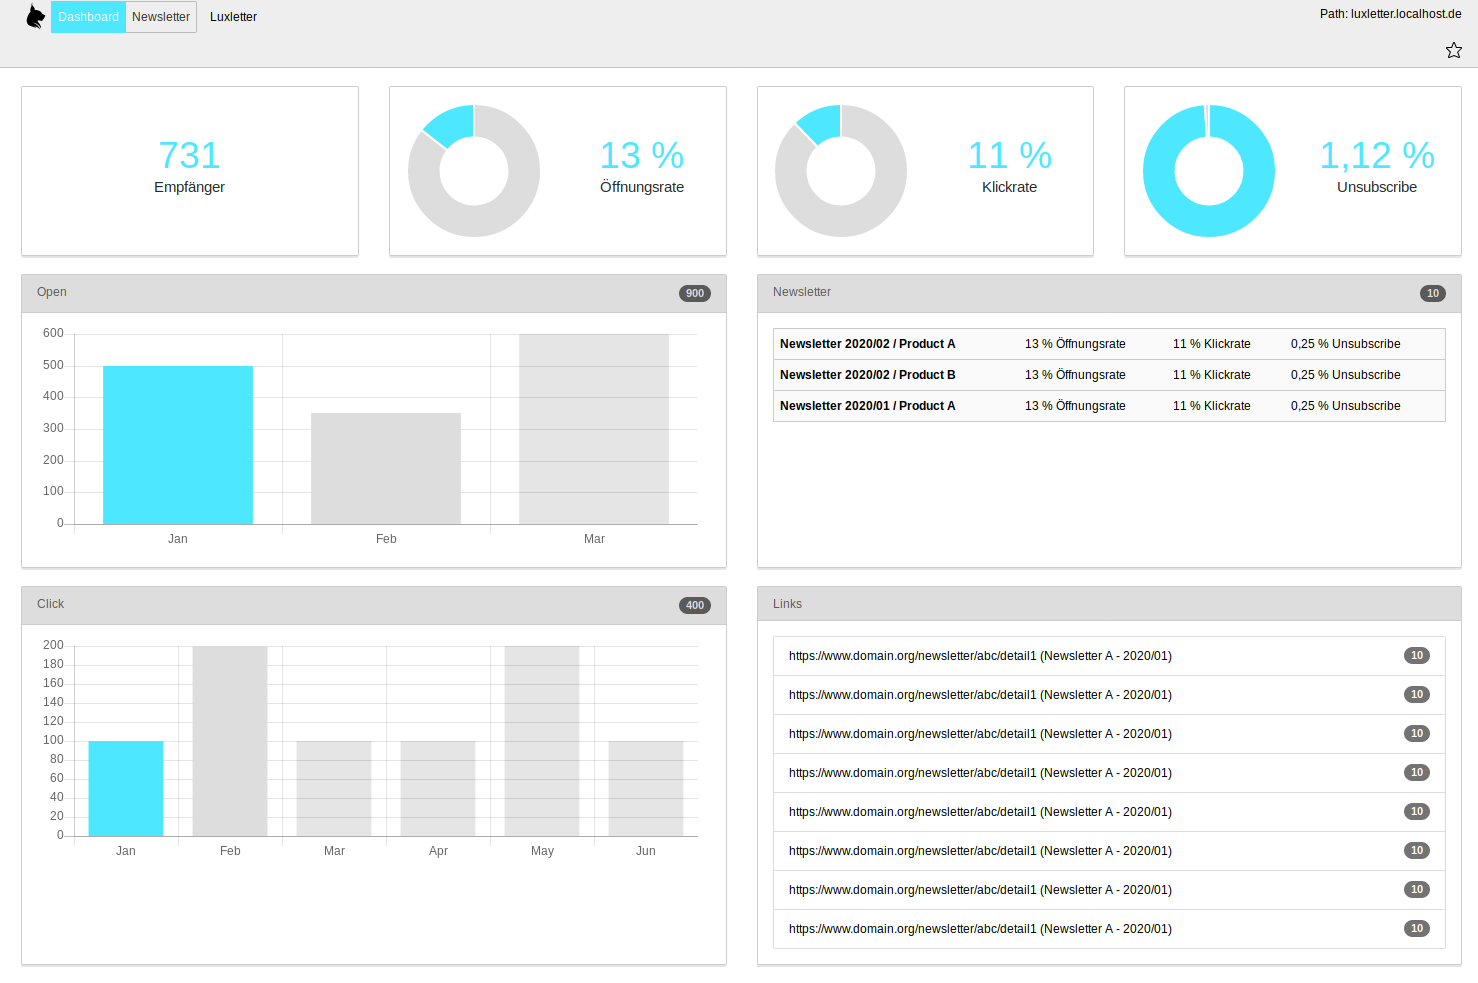 Dashboard Newsletter Luxletter Path: luxletter.localhost.de
731
Empfänger
13 %
Öffnungsrate
11 %
Klickrate
1,12 %
Unsubscribe
Open 900
600
500
400
300
200
100
0
Jan Feb Mar
Newsletter 10
Newsletter 2020/02 / Product A 13 % Öffnungsrate 11 % Klickrate 0,25 % Unsubscribe
Newsletter 2020/02 / Product B 13 % Öffnungsrate 11 % Klickrate 0,25 % Unsubscribe
Newsletter 2020/01 / Product A 13 % Öffnungsrate 11 % Klickrate 0,25 % Unsubscribe
Click 400
200
180
160
140
120
100
80
60
40
20
0
Jan Feb Mar Apr May Jun
Links
https://www.domain.org/newsletter/abc/detail1 (Newsletter A - 2020/01) 10
https://www.domain.org/newsletter/abc/detail1 (Newsletter A - 2020/01) 10
https://www.domain.org/newsletter/abc/detail1 (Newsletter A - 2020/01) 10
https://www.domain.org/newsletter/abc/detail1 (Newsletter A - 2020/01) 10
https://www.domain.org/newsletter/abc/detail1 (Newsletter A - 2020/01) 10
https://www.domain.org/newsletter/abc/detail1 (Newsletter A - 2020/01) 10
https://www.domain.org/newsletter/abc/detail1 (Newsletter A - 2020/01) 10
https://www.domain.org/newsletter/abc/detail1 (Newsletter A - 2020/01) 10